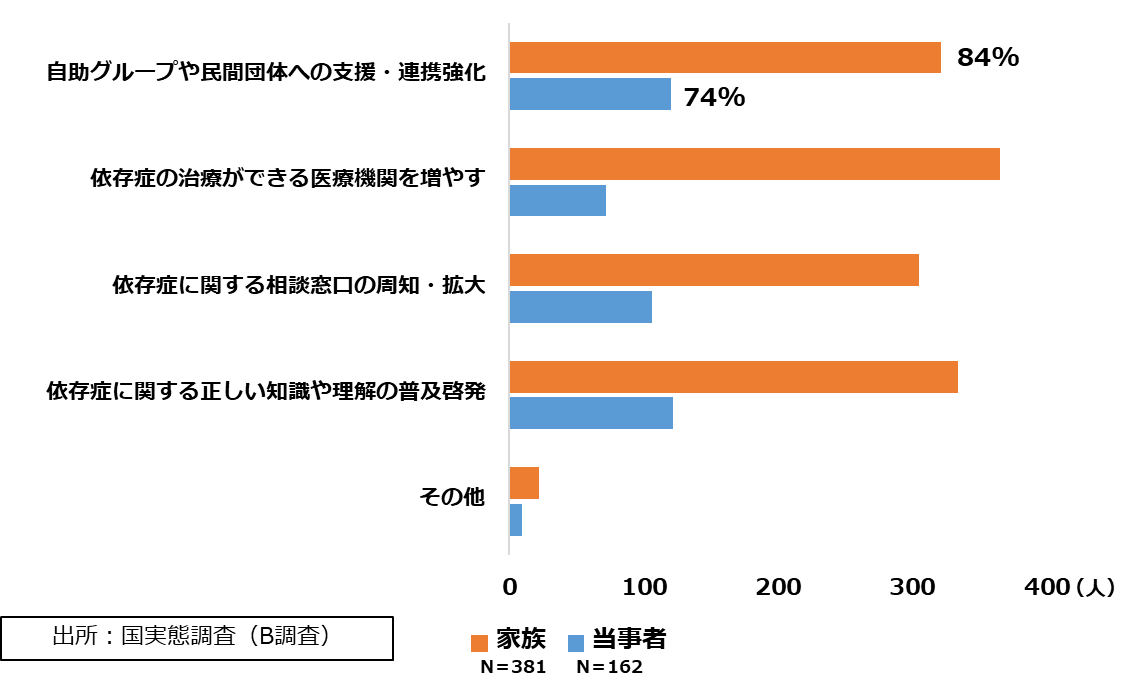 自助グループや民間団体への支援・連携強化
84%
74%
依存症の治療ができる医療機関を増やす
依存症に関する相談窓口の周知・拡大
依存症に関する正しい知識や理解の普及啓発
その他
0 100 200 300 400(人)
出所：国実態調査（B調査）
家族 当事者
N＝381 N＝162